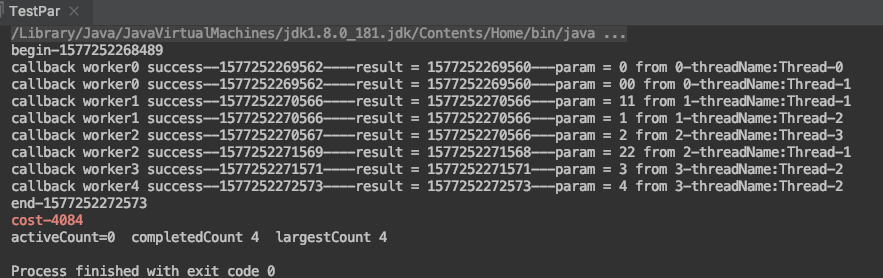 TestPar ×
/Library/Java/JavaVirtualMachines/jdk1.8.0_181.jdk/Contents/Home/bin/java ...
begin-1577252268489
callback worker0 success--1577252269562----result = 1577252269560---param = 0 from 0-threadName:Thread-0
callback worker0 success--1577252269562----result = 1577252269560---param = 00 from 0-threadName:Thread-1
callback worker1 success--1577252270566----result = 1577252270566---param = 11 from 1-threadName:Thread-1
callback worker1 success--1577252270566----result = 1577252270566---param = 1 from 1-threadName:Thread-2
callback worker2 success--1577252270567----result = 1577252270566---param = 2 from 2-threadName:Thread-3
callback worker2 success--1577252271569----result = 1577252271568---param = 22 from 2-threadName:Thread-1
callback worker3 success--1577252271571----result = 1577252271571---param = 3 from 3-threadName:Thread-2
callback worker4 success--1577252272573----result = 1577252272573---param = 4 from 3-threadName:Thread-2
end-1577252272573
cost-4084
activeCount=0  completedCount 4  largestCount 4
Process finished with exit code 0